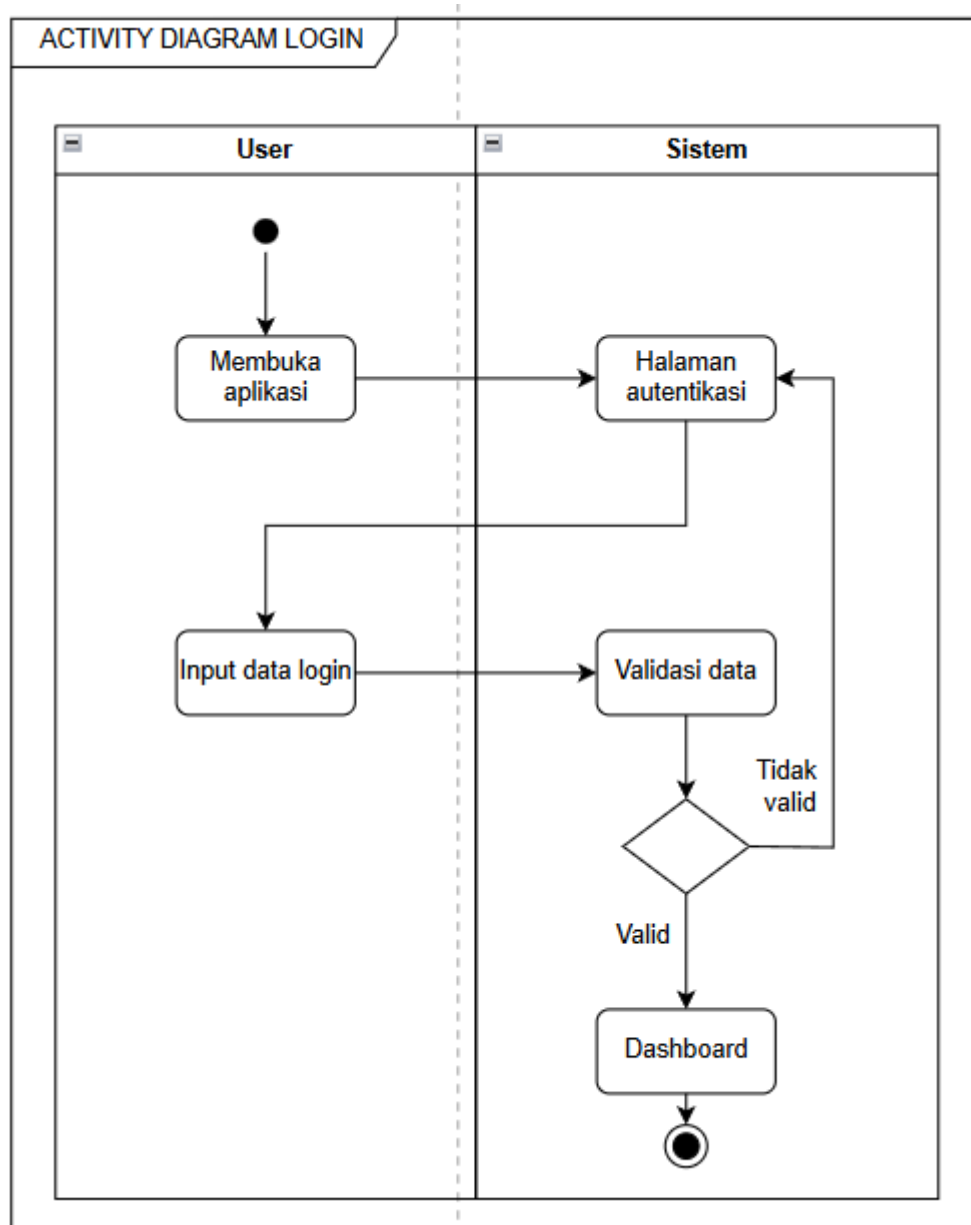 ACTIVITY DIAGRAM LOGIN
User
Sistem
Membuka
aplikasi
Halaman
autentikasi
Input data login
Validasi data
Tidak
valid
Valid
Dashboard